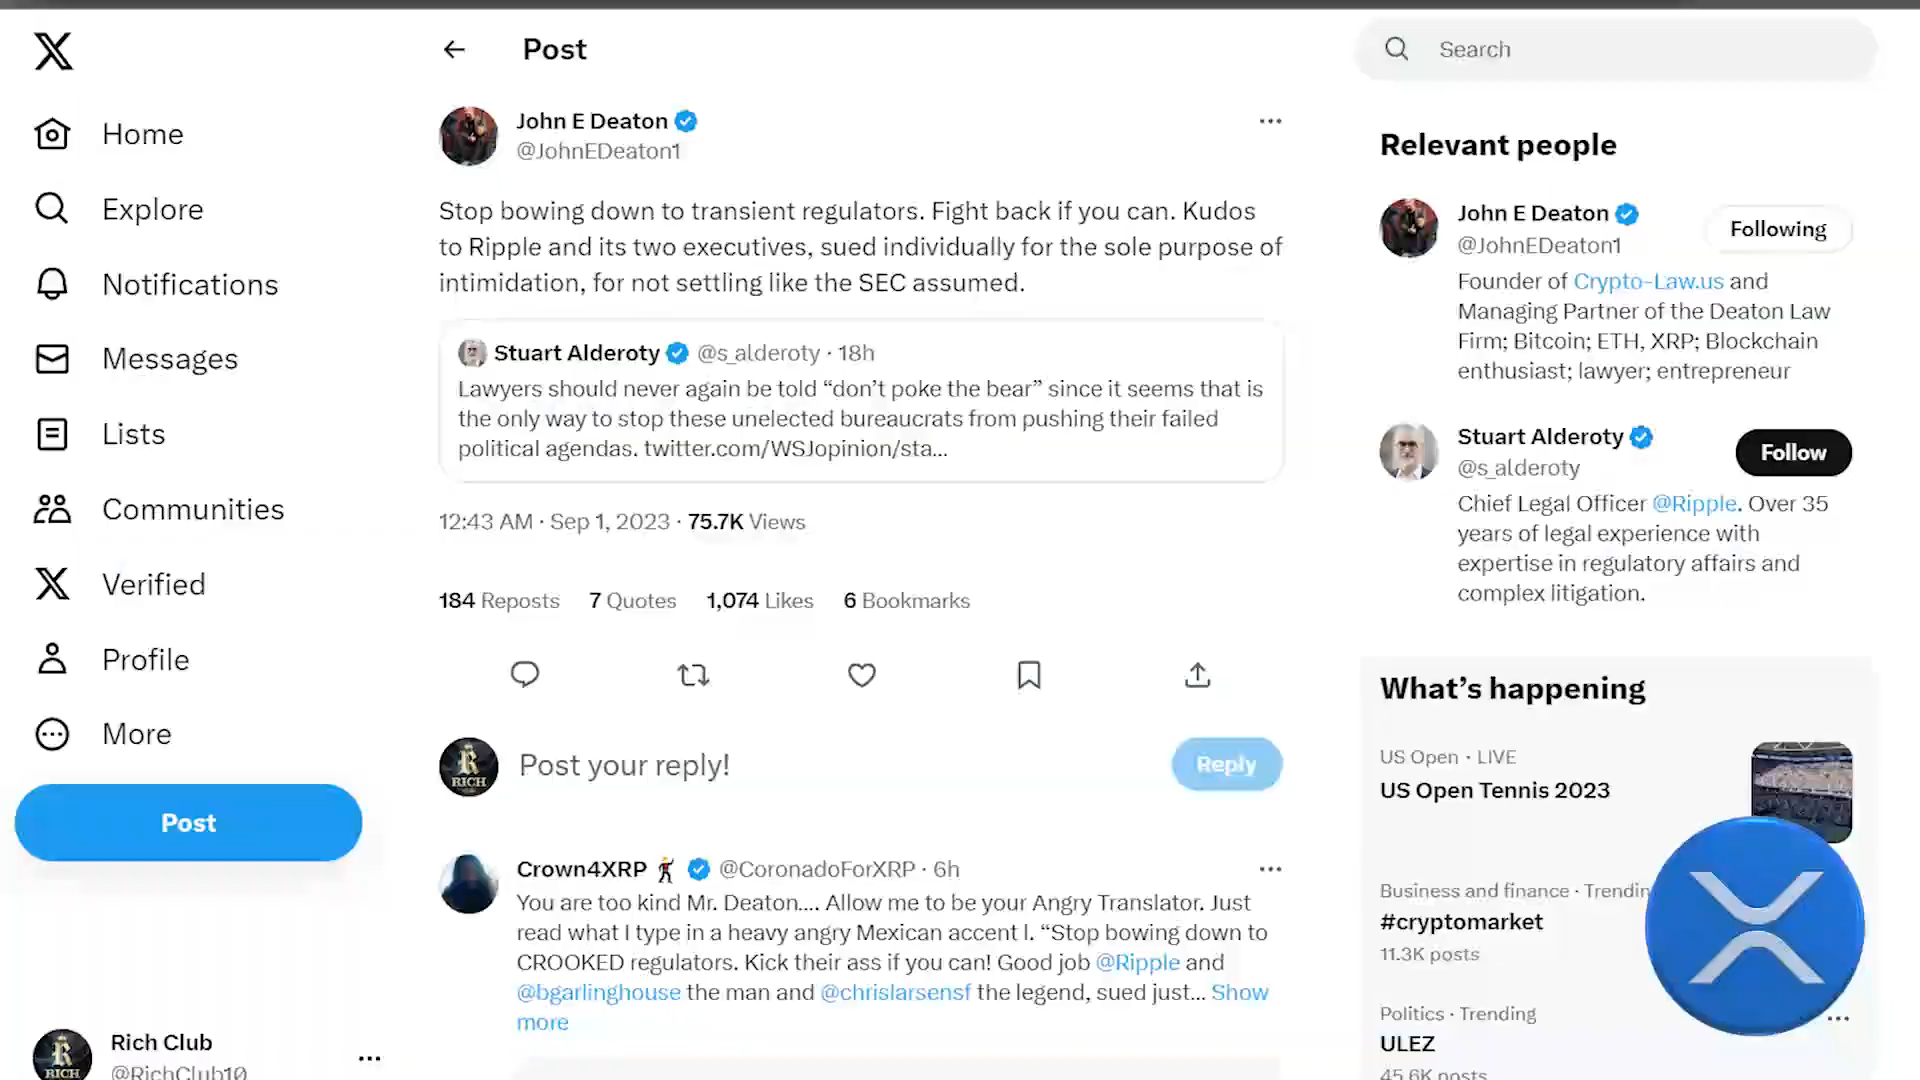 Home
Explore
Notifications
Messages
Lists
Communities
Verified
Profile
More
Post
Rich Club
@RichClub10
Post
John E Deaton
@JohnEDeaton1
Stop bowing down to transient regulators. Fight back if you can. Kudos
to Ripple and its two executives, sued individually for the sole purpose of
intimidation, for not settling like the SEC assumed.
Stuart Alderoty @s_alderoty · 18h
Lawyers should never again be told “don’t poke the bear” since it seems that is
the only way to stop these unelected bureaucrats from pushing their failed
political agendas. twitter.com/WSJopinion/sta...
12:43 AM · Sep 1, 2023 · 75.7K Views
184 Reposts 7 Quotes 1,074 Likes 6 Bookmarks
RICH
Post your reply!
Reply
Crown4XRP @CoronadoForXRP · 6h
You are too kind Mr. Deaton.... Allow me to be your Angry Translator. Just
read what I type in a heavy angry Mexican accent I. “Stop bowing down to
CROOKED regulators. Kick their ass if you can! Good job @Ripple and
@bgarlinghouse the man and @chrislarsensf the legend, sued just... Show
more
Search
Relevant people
John E Deaton
@JohnEDeaton1
Following
Founder of Crypto-Law.us and
Managing Partner of the Deaton Law
Firm; Bitcoin; ETH, XRP; Blockchain
enthusiast; lawyer; entrepreneur
Stuart Alderoty
@s_alderoty
Follow
Chief Legal Officer @Ripple. Over 35
years of legal experience with
expertise in regulatory affairs and
complex litigation.
What’s happening
US Open · LIVE
US Open Tennis 2023
Business and finance · Trendin
#cryptomarket
11.3K posts
Politics · Trending
ULEZ
45.6K posts
RICH